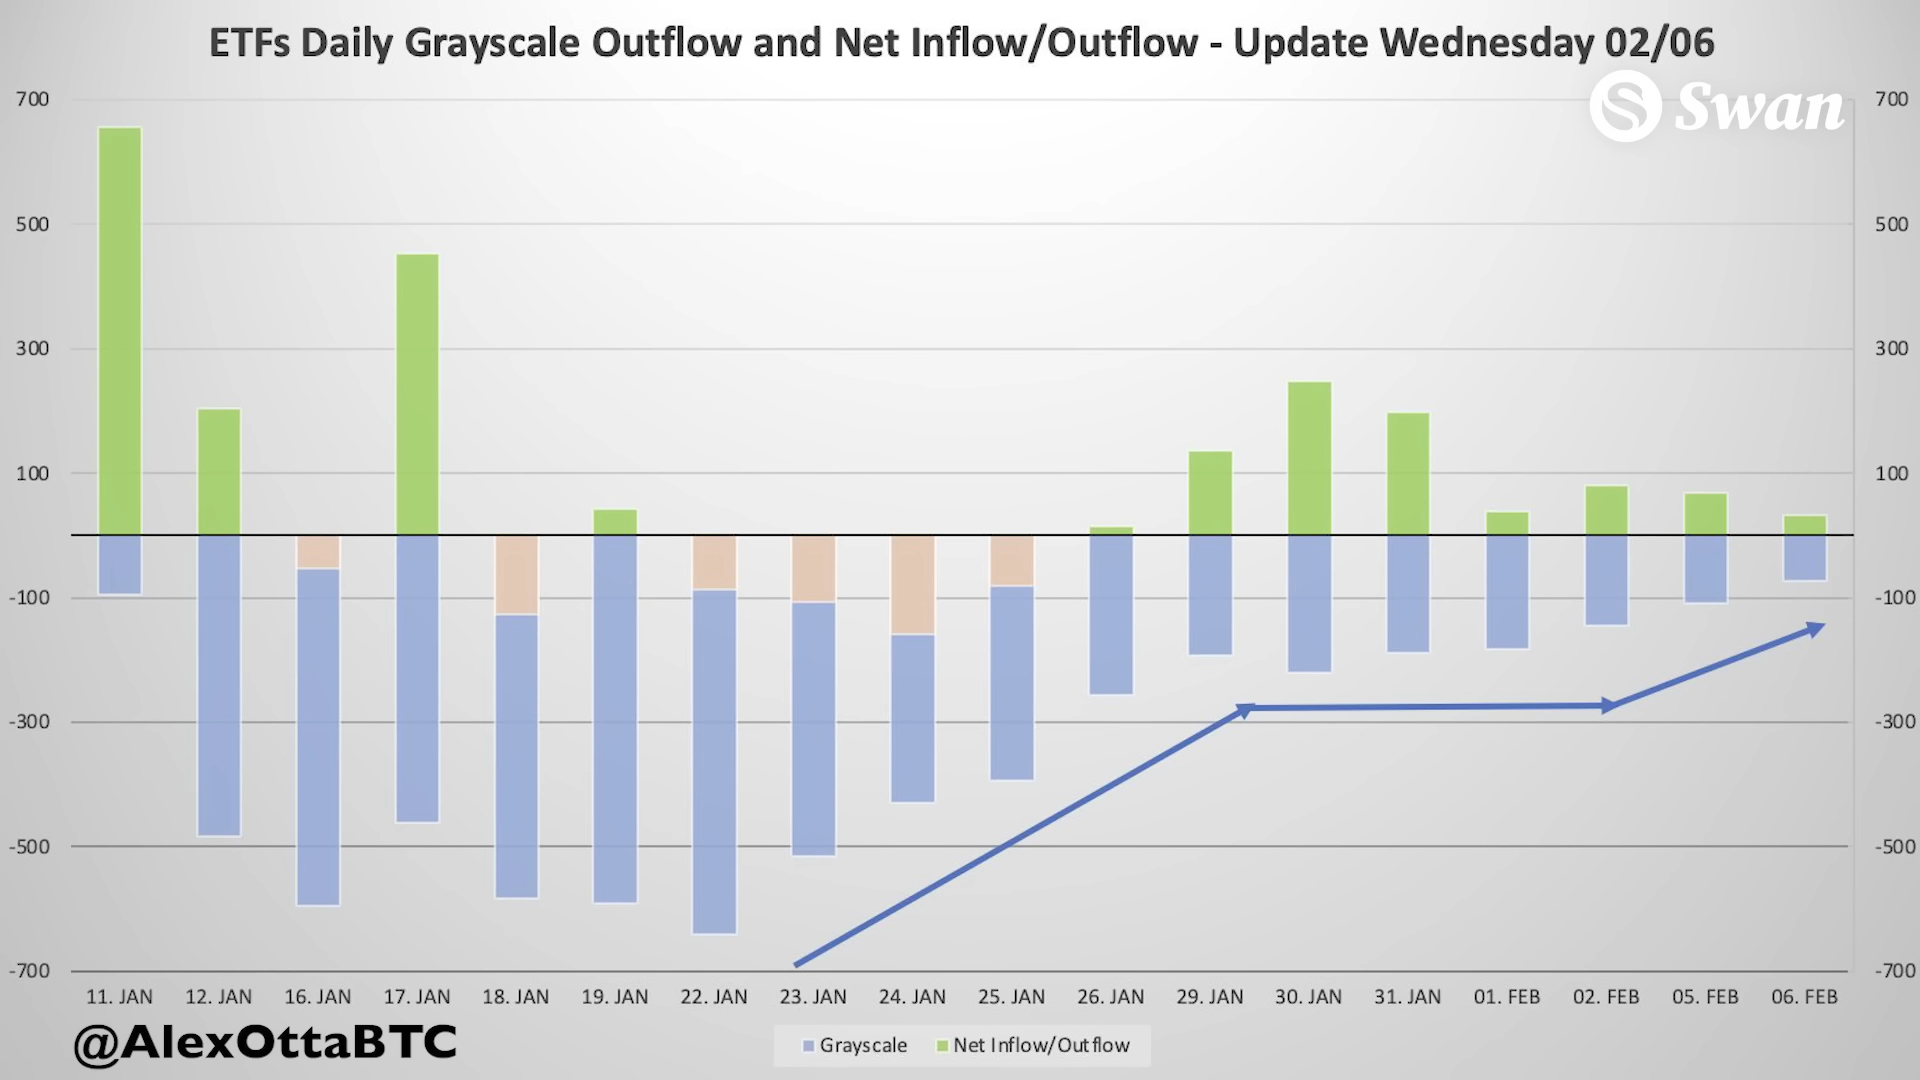 ETFs Daily Grayscale Outflow and Net Inflow/Outflow - Update Wednesday 02/06
Swan
700 700
500 500
300 300
100 100
-100 -100
-300 -300
-500 -500
-700 -700
11. JAN 12. JAN 16. JAN 17. JAN 18. JAN 19. JAN 22. JAN 23. JAN 24. JAN 25. JAN 26. JAN 29. JAN 30. JAN 31. JAN 01. FEB 02. FEB 05. FEB 06. FEB
@AlexOttaBTC
Grayscale Net Inflow/Outflow